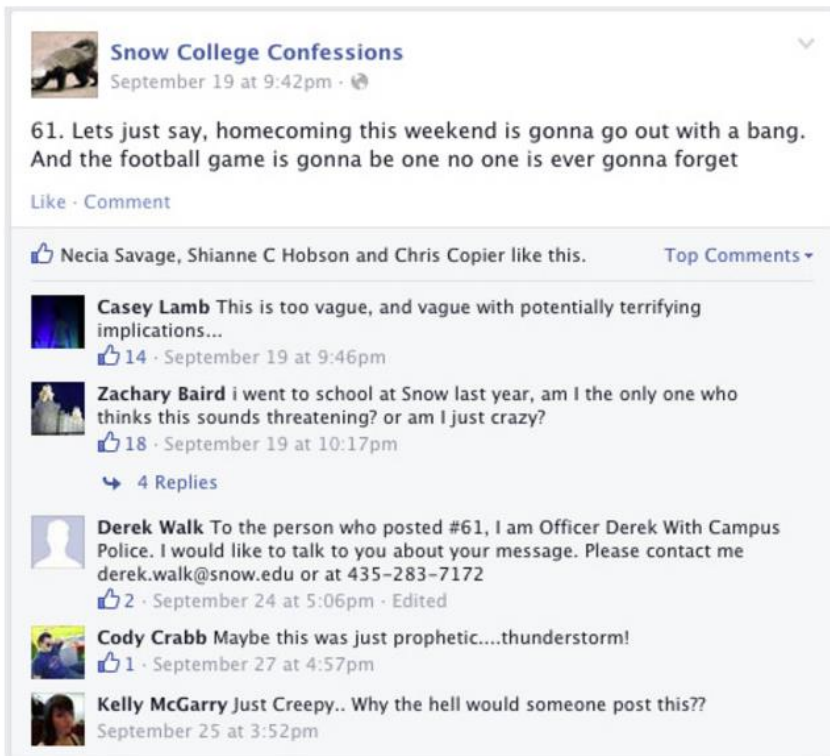 Snow College Confessions
September 19 at 9:42pm ·
61. Lets just say, homecoming this weekend is gonna go out with a bang.
And the football game is gonna be one no one is ever gonna forget
Like · Comment
Necia Savage, Shianne C Hobson and Chris Copier like this.
Top Comments
Casey Lamb This is too vague, and vague with potentially terrifying
implications...
14 · September 19 at 9:46pm
Zachary Baird i went to school at Snow last year, am I the only one who
thinks this sounds threatening? or am I just crazy?
18 · September 19 at 10:17pm
4 Replies
Derek Walk To the person who posted #61, I am Officer Derek With Campus
Police. I would like to talk to you about your message. Please contact me
derek.walk@snow.edu or at 435-283-7172
2 · September 24 at 5:06pm · Edited
Cody Crabb Maybe this was just prophetic....thunderstorm!
1 · September 27 at 4:57pm
Kelly McGarry Just Creepy.. Why the hell would someone post this??
September 25 at 3:52pm